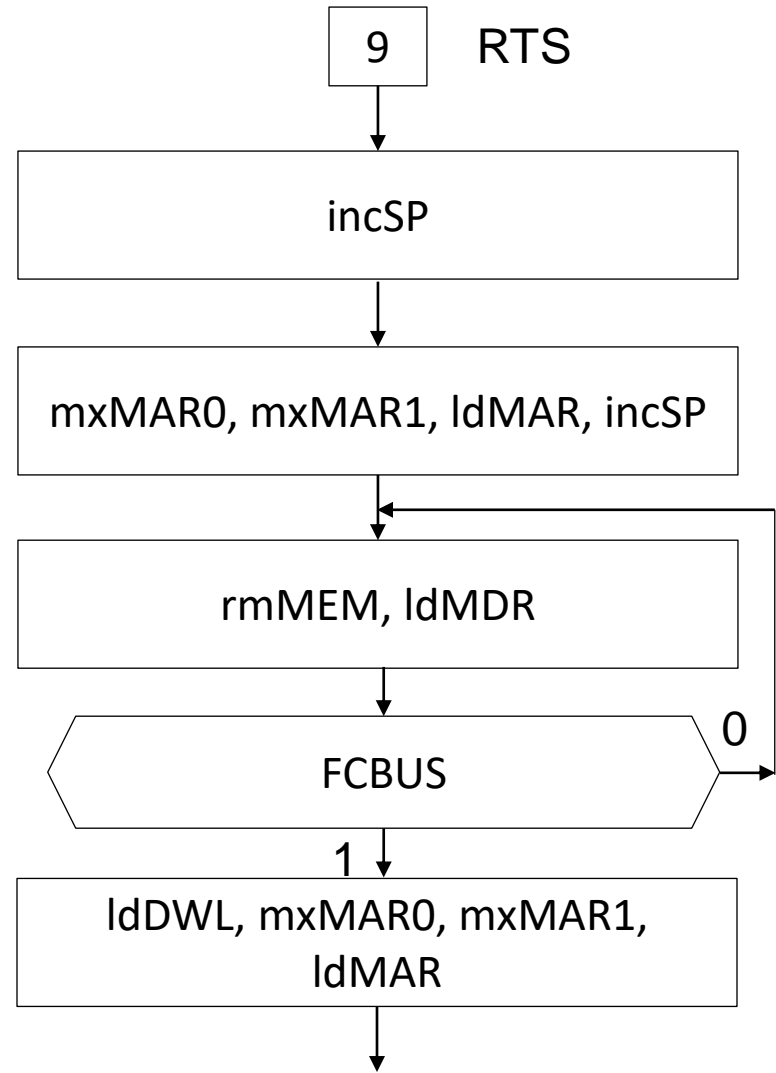 9 RTS
incSP
mxMAR0, mxMAR1, ldMAR, incSP
rmMEM, ldMDR
0
FCBUS
1
ldDWL, mxMAR0, mxMAR1,
ldMAR